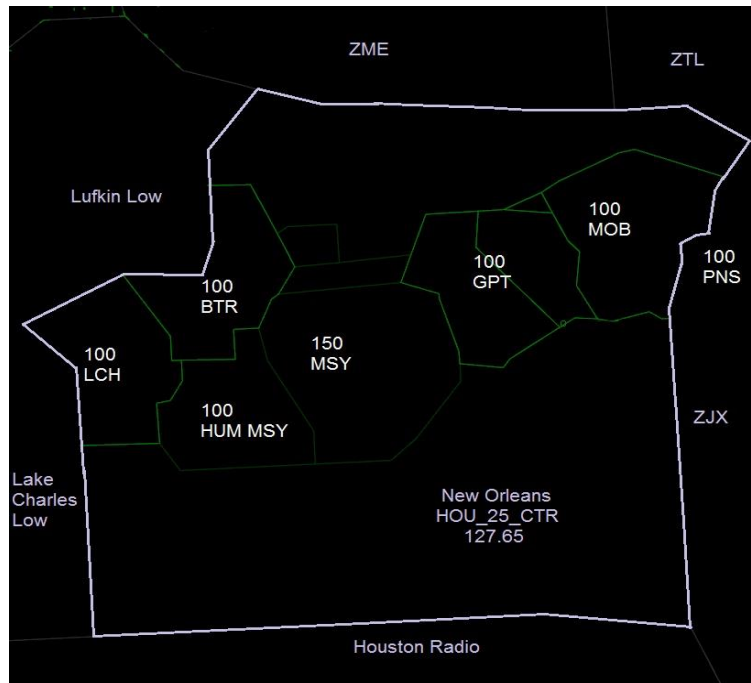 ZME
ZTL
Lufkin Low
100
MOB
100
PNS
100
GPT
100
BTR
150
MSY
100
LCH
100
HUM MSY
ZJX
Lake
Charles
Low
New Orleans
HOU_25_CTR
127.65
Houston Radio